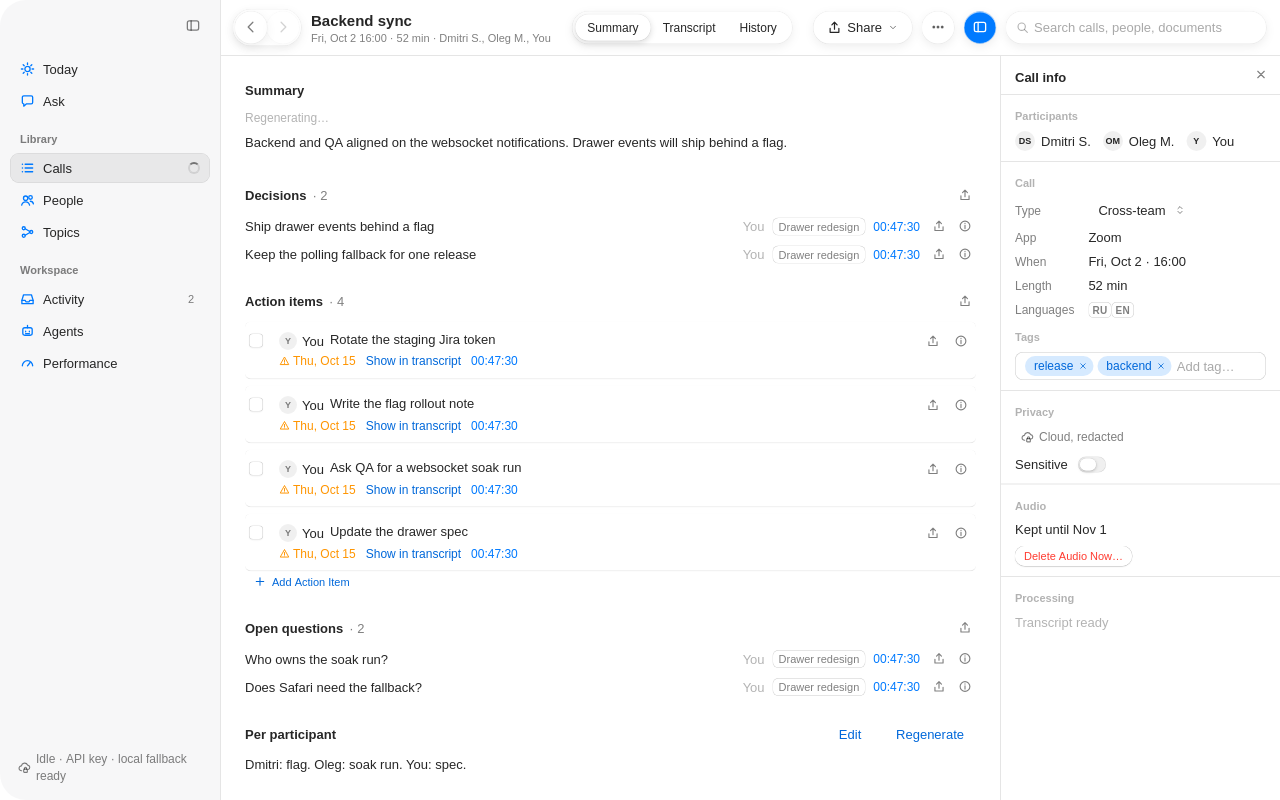 Today
Ask
Library
Calls
People
Topics
Workspace
Activity 2
Agents
Performance
Idle · API key · local fallback
ready
Backend sync
Fri, Oct 2 16:00 · 52 min · Dmitri S., Oleg M., You
Summary Transcript History
Share
Search calls, people, documents
Summary
Regenerating…
Backend and QA aligned on the websocket notifications. Drawer events will ship behind a flag.
Decisions · 2
Ship drawer events behind a flag You Drawer redesign 00:47:30
Keep the polling fallback for one release You Drawer redesign 00:47:30
Action items · 4
Y You Rotate the staging Jira token
Thu, Oct 15 Show in transcript 00:47:30
Y You Write the flag rollout note
Thu, Oct 15 Show in transcript 00:47:30
Y You Ask QA for a websocket soak run
Thu, Oct 15 Show in transcript 00:47:30
Y You Update the drawer spec
Thu, Oct 15 Show in transcript 00:47:30
Add Action Item
Open questions · 2
Who owns the soak run? You Drawer redesign 00:47:30
Does Safari need the fallback? You Drawer redesign 00:47:30
Per participant Edit Regenerate
Dmitri: flag. Oleg: soak run. You: spec.
Call info
Participants
DS Dmitri S. OM Oleg M. Y You
Call
Type Cross-team
App Zoom
When Fri, Oct 2 · 16:00
Length 52 min
Languages RU EN
Tags
release backend Add tag…
Privacy
Cloud, redacted
Sensitive
Audio
Kept until Nov 1
Delete Audio Now…
Processing
Transcript ready